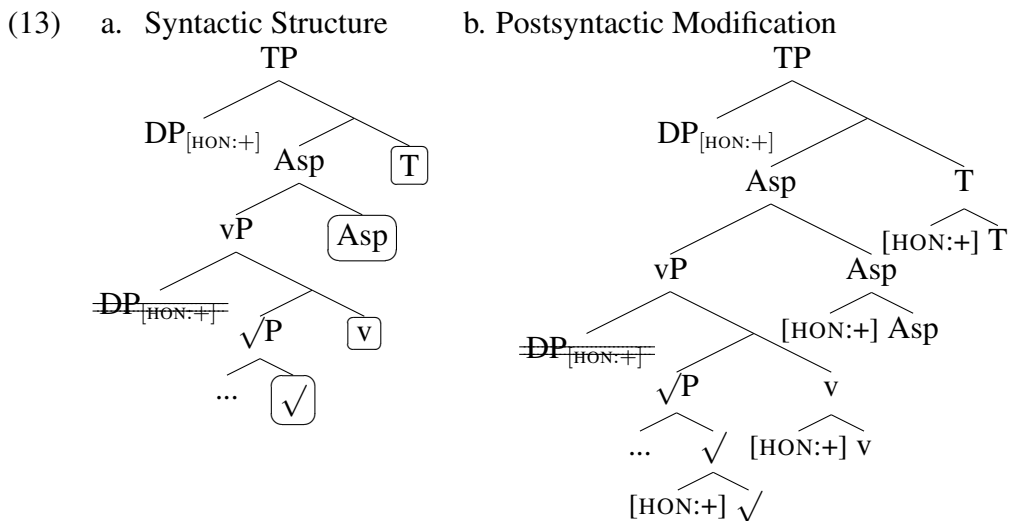 (13) a. Syntactic Structure b. Postsyntactic Modification
TP TP
DP[HON:+] DP[HON:+]
Asp T Asp T
vP Asp [HON:+] T
vP Asp
DP[HON:+] √P v [HON:+] Asp
DP[HON:+]
... √ √P v
... √ [HON:+] v
[HON:+] √